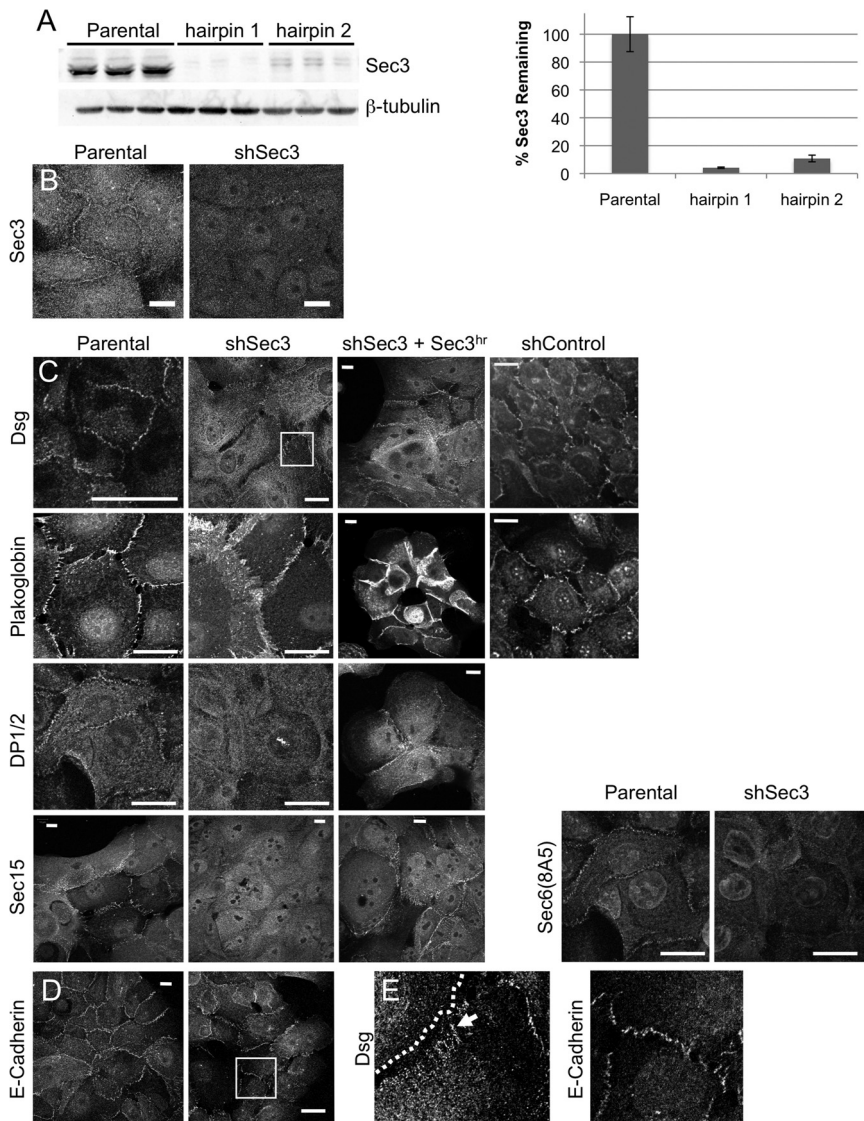 A
Parental hairpin 1 hairpin 2
Sec3
β-tubulin
% Sec3 Remaining
100
80
60
40
20
0
Parental hairpin 1 hairpin 2
Parental shSec3
B
Sec3
Parental shSec3 shSec3 + Sec3hr shControl
C
Dsg
Plakoglobin
DP1/2
Sec15
Parental shSec3
Sec6(8A5)
D
E-Cadherin
E
Dsg
E-Cadherin